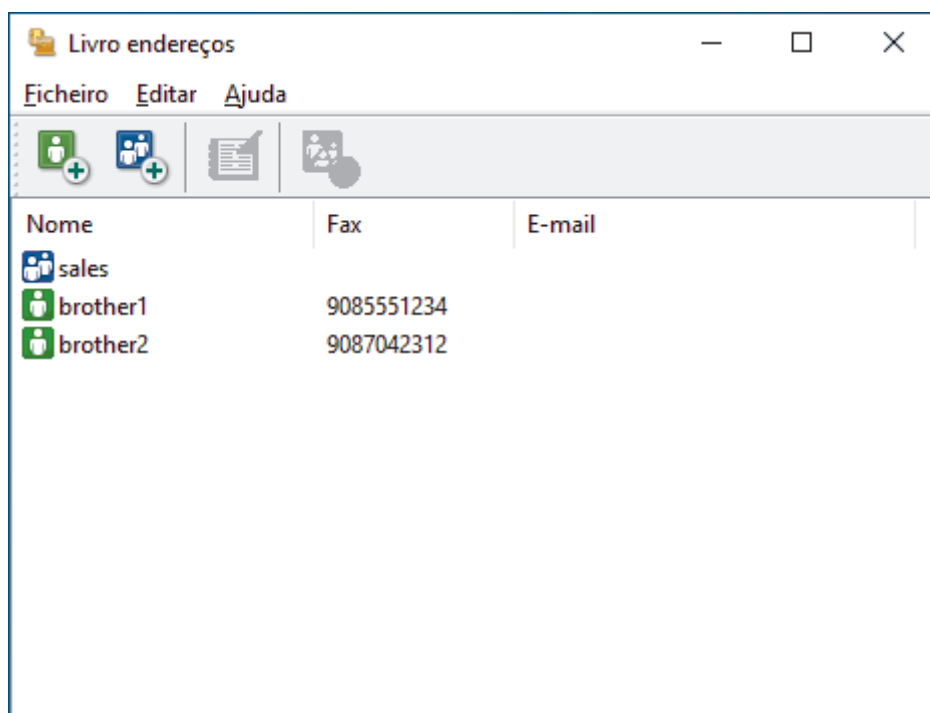 Livro endereços
Ficheiro Editar Ajuda
Nome Fax E-mail
sales
brother1 9085551234
brother2 9087042312